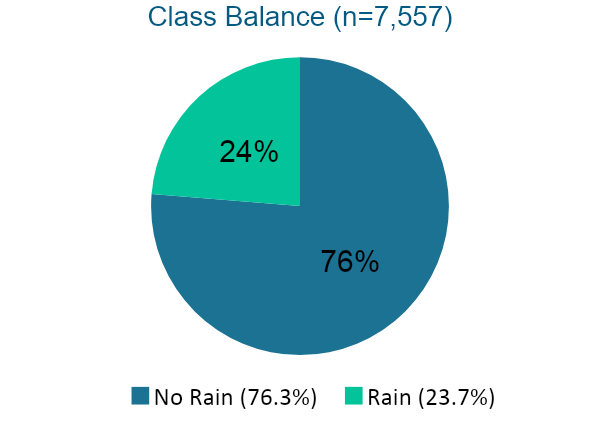 Class Balance (n=7,557)
24%
76%
No Rain (76.3%) Rain (23.7%)